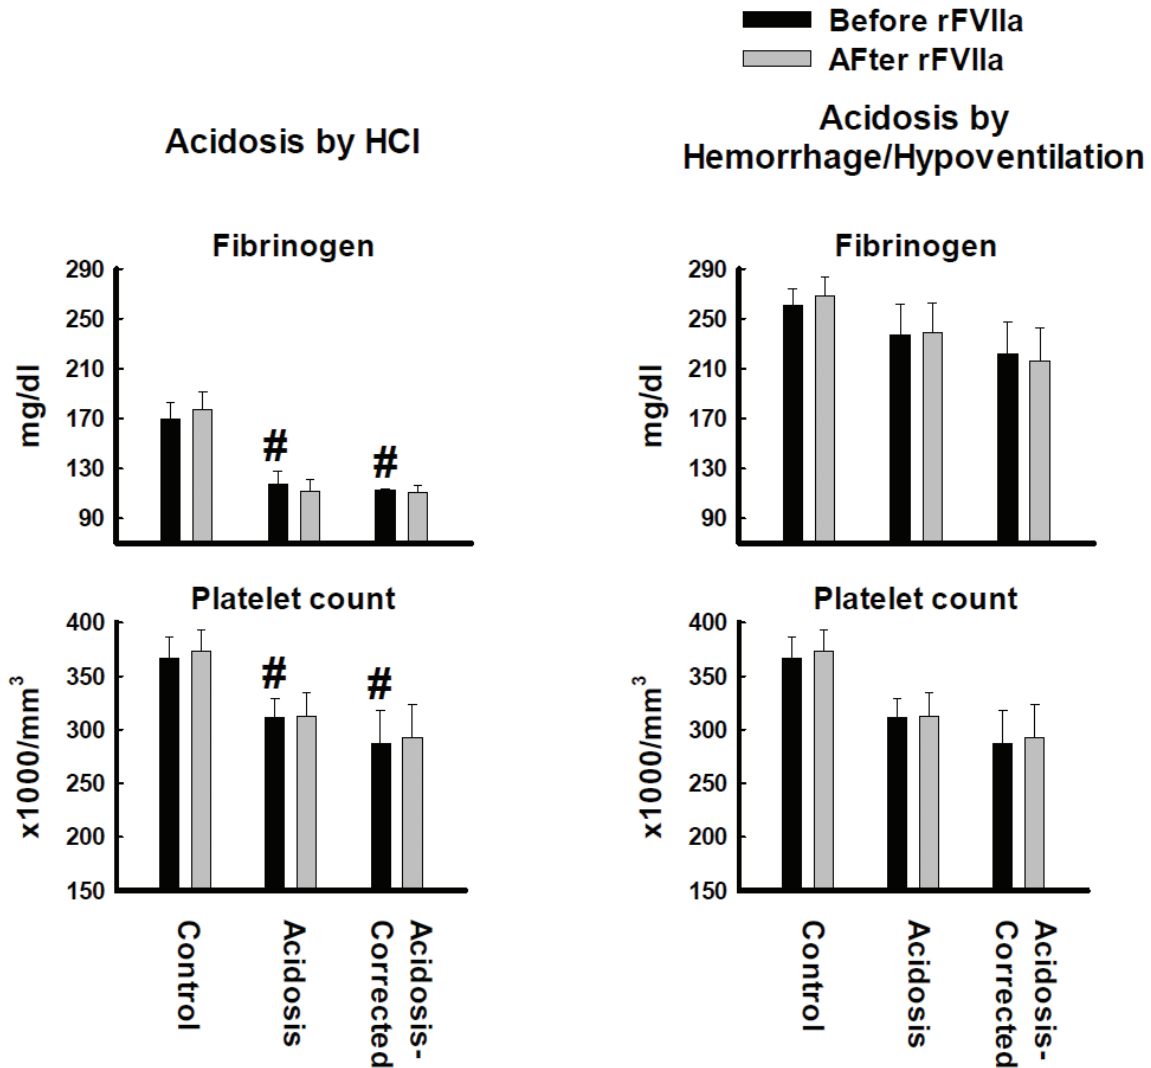 Before rFVIIa
AFter rFVIIa
Acidosis by HCl
Acidosis by
Hemorrhage/Hypoventilation
Fibrinogen
290
250
210
170
130
90
mg/dl
#
#
Fibrinogen
290
250
210
170
130
90
mg/dl
Platelet count
400
350
300
250
200
150
x1000/mm³
#
#
Control
Acidosis
Acidosis-
Corrected
Platelet count
400
350
300
250
200
150
x1000/mm³
Control
Acidosis
Acidosis-
Corrected